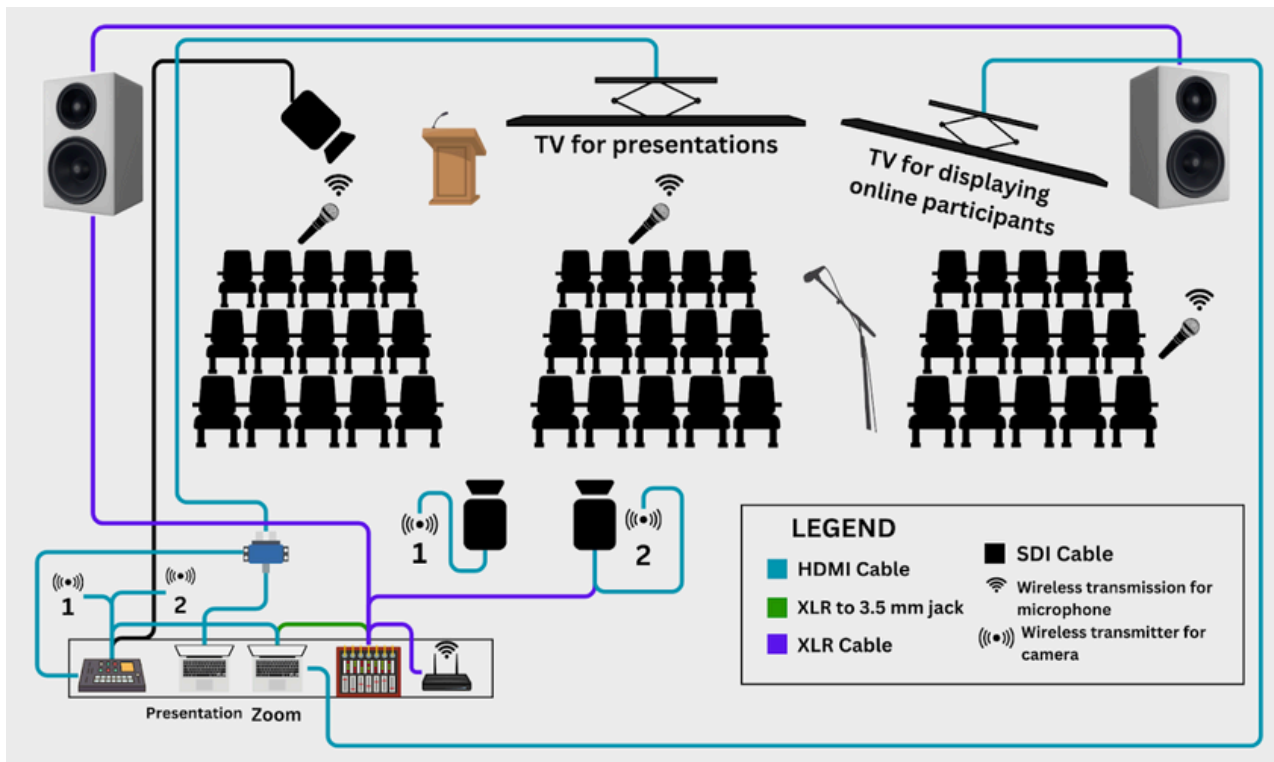 TV for presentations
TV for displaying
online participants
1
2
1
2
Presentation
Zoom
LEGEND
HDMI Cable
XLR to 3.5 mm jack
XLR Cable
SDI Cable
Wireless transmission for
microphone
Wireless transmitter for
camera